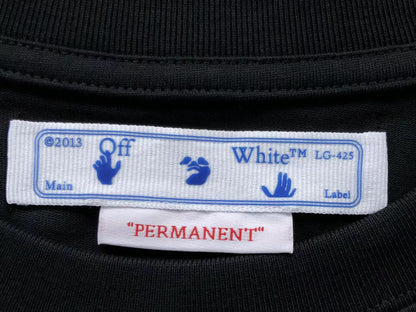 ©2013 Off White™ LG-425
Main Label
"PERMANENT"